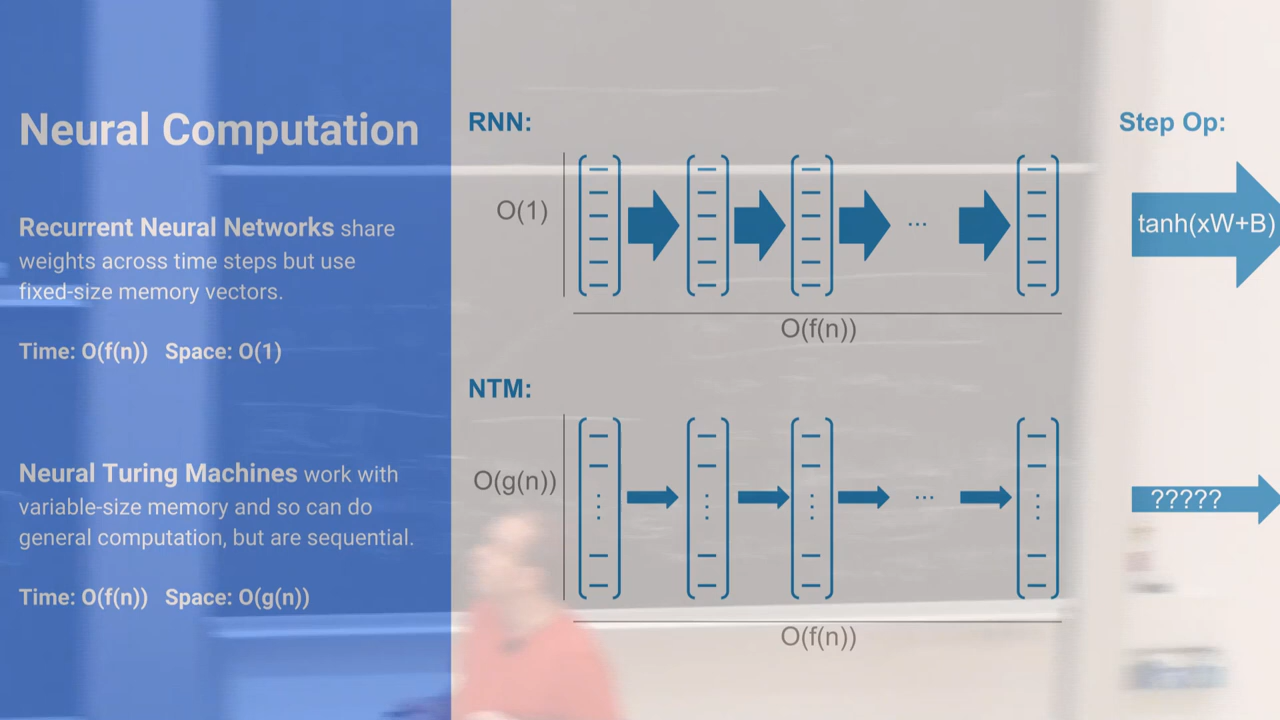 Neural Computation
Recurrent Neural Networks share
weights across time steps but use
fixed-size memory vectors.
Time: O(f(n)) Space: O(1)
Neural Turing Machines work with
variable-size memory and so can do
general computation, but are sequential.
Time: O(f(n)) Space: O(g(n))
RNN:
O(1)
...
O(f(n))
NTM:
O(g(n))
...
O(f(n))
Step Op:
tanh(xW+B)
?????